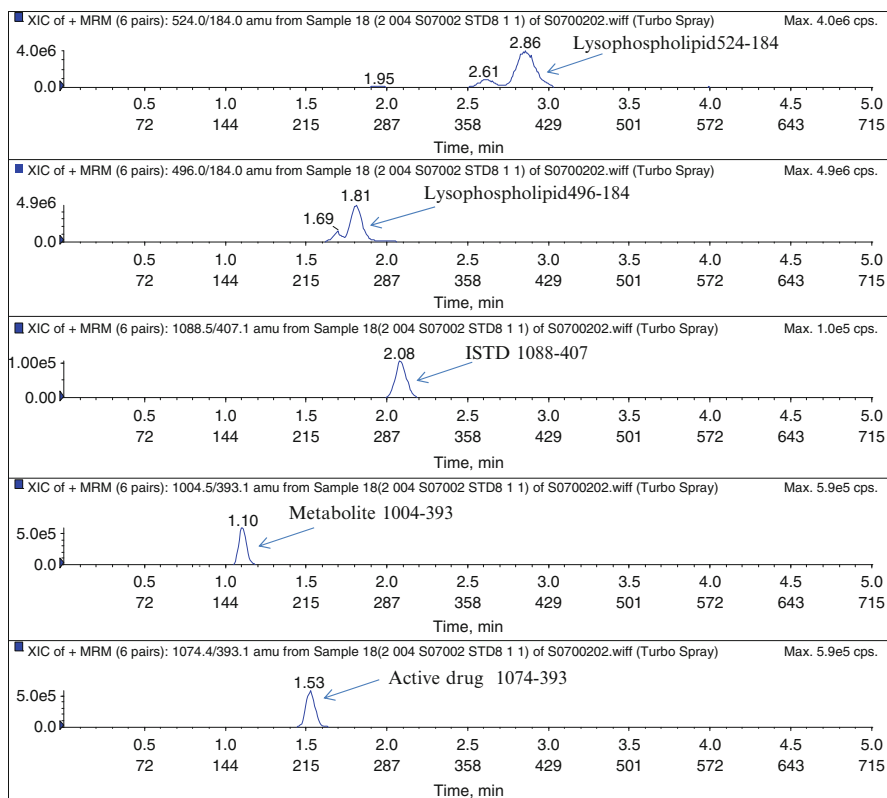 XIC of + MRM (6 pairs): 524.0/184.0 amu from Sample 18 (2 004 S07002 STD8 1 1) of S0700202.wiff (Turbo Spray) Max. 4.0e6 cps.
4.0e6
0.0
1.95
2.61
2.86
Lysophospholipid524-184
0.5 1.0 1.5 2.0 2.5 3.0 3.5 4.0 4.5 5.0
72 144 215 287 358 429 501 572 643 715
Time, min
XIC of + MRM (6 pairs): 496.0/184.0 amu from Sample 18 (2 004 S07002 STD8 1 1) of S0700202.wiff (Turbo Spray) Max. 4.9e6 cps.
4.9e6
0.0
1.69
1.81
Lysophospholipid496-184
0.5 1.0 1.5 2.0 2.5 3.0 3.5 4.0 4.5 5.0
72 144 215 287 358 429 501 572 643 715
Time, min
XIC of + MRM (6 pairs): 1088.5/407.1 amu from Sample 18(2 004 S07002 STD8 1 1) of S0700202.wiff (Turbo Spray) Max. 1.0e5 cps.
1.00e5
0.00
2.08
ISTD 1088-407
0.5 1.0 1.5 2.0 2.5 3.0 3.5 4.0 4.5 5.0
72 144 215 287 358 429 501 572 643 715
Time, min
XIC of + MRM (6 pairs): 1004.5/393.1 amu from Sample 18(2 004 S07002 STD8 1 1) of S0700202.wiff (Turbo Spray) Max. 5.9e5 cps.
5.0e5
0.0
1.10
Metabolite 1004-393
0.5 1.0 1.5 2.0 2.5 3.0 3.5 4.0 4.5 5.0
72 144 215 287 358 429 501 572 643 715
Time, min
XIC of + MRM (6 pairs): 1074.4/393.1 amu from Sample 18(2 004 S07002 STD8 1 1) of S0700202.wiff (Turbo Spray) Max. 5.9e5 cps.
5.0e5
0.0
1.53
Active drug 1074-393
0.5 1.0 1.5 2.0 2.5 3.0 3.5 4.0 4.5 5.0
72 144 215 287 358 429 501 572 643 715
Time, min